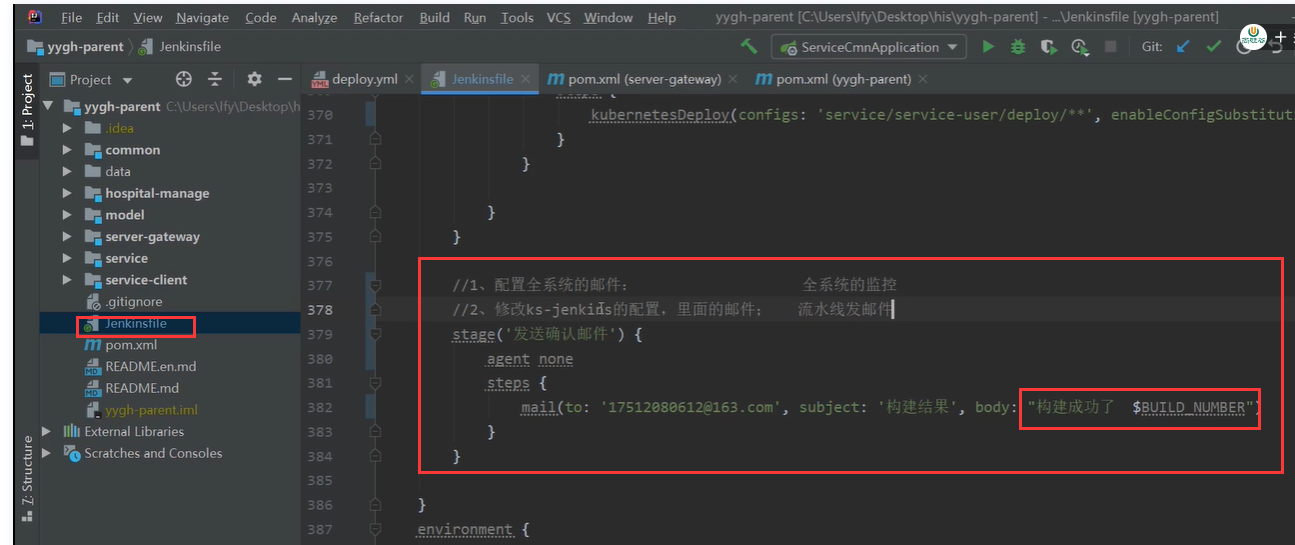 File Edit View Navigate Code Analyze Refactor Build Run Tools VCS Window Help yygh-parent [C:\Users\lfy\Desktop\his\yygh-parent] - ...\Jenkinsfile [yygh-parent]
yygh-parent Jenkinsfile ServiceCmnApplication Git:
1: Project
Project deploy.yml Jenkinsfile pom.xml (server-gateway) pom.xml (yygh-parent)
yygh-parent C:\Users\lfy\Desktop\h
.idea
common
data
hospital-manage
model
server-gateway
service
service-client
.gitignore
Jenkinsfile
pom.xml
README.en.md
README.md
yygh-parent.iml
External Libraries
Scratches and Consoles
Z: Structure
370 kubernetesDeploy(configs: 'service/service-user/deploy/**', enableConfigSubstituti
371 }
372 }
373
374 }
375 }
376
377 //1、配置全系统的邮件： 全系统的监控
378 //2、修改ks-jenkins的配置，里面的邮件； 流水线发邮件
379 stage('发送确认邮件') {
380 agent none
381 steps {
382 mail(to: '17512080612@163.com', subject: '构建结果', body: "构建成功了 $BUILD_NUMBER")
383 }
384 }
385
386 }
387 environment {